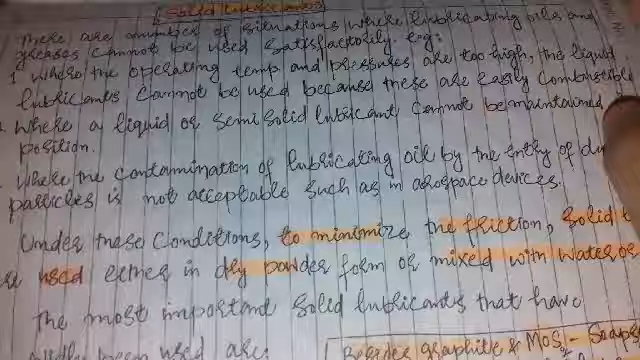 Solid Lubricants
There are number of situations where lubricating oils and
greases cannot be used satisfactorily. e.g:
1. Where the operating temp and pressures are too high, the liquid
lubricants cannot be used because these are easily combustible
Where a liquid or semisolid lubricant cannot be maintained
position.
Where the contamination of lubricating oil by the entry of
particles is not acceptable such as in aerospace devices.
Under these conditions, to minimize the friction, solid
used either in dry powder form or mixed with water or
The most important solid lubricants that have
been used are:
Besides graphite & MoS2 - Soaps